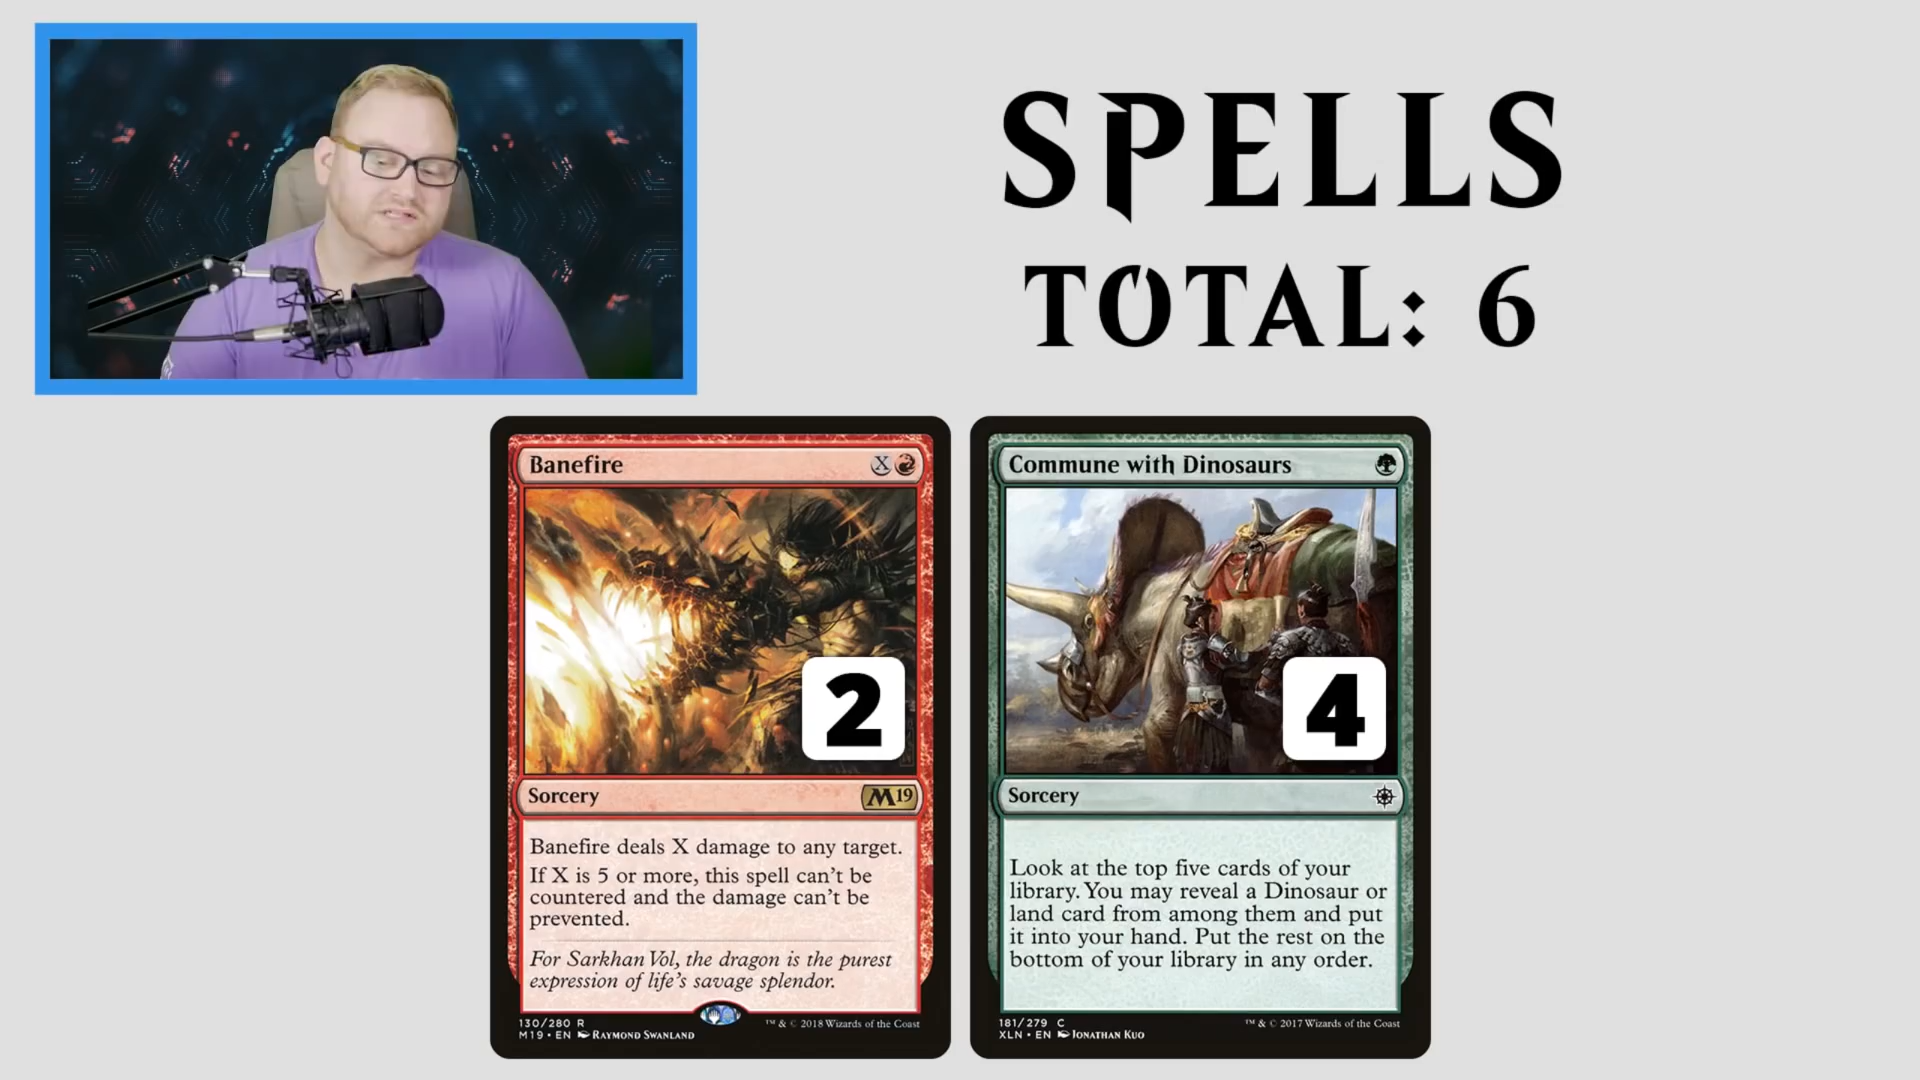 SPELLS
TOTAL: 6
Banefire X
2
Sorcery M19
Banefire deals X damage to any target.
If X is 5 or more, this spell can't be
countered and the damage can't be
prevented.
For Sarkhan Vol, the dragon is the purest
expression of life's savage splendor.
130/280 R
M19 • EN RAYMOND SWANLAND
™ & © 2018 Wizards of the Coast
Commune with Dinosaurs
4
Sorcery
Look at the top five cards of your
library. You may reveal a Dinosaur or
land card from among them and put
it into your hand. Put the rest on the
bottom of your library in any order.
181/279 C
XLN • EN JONATHAN KUO
™ & © 2017 Wizards of the Coast